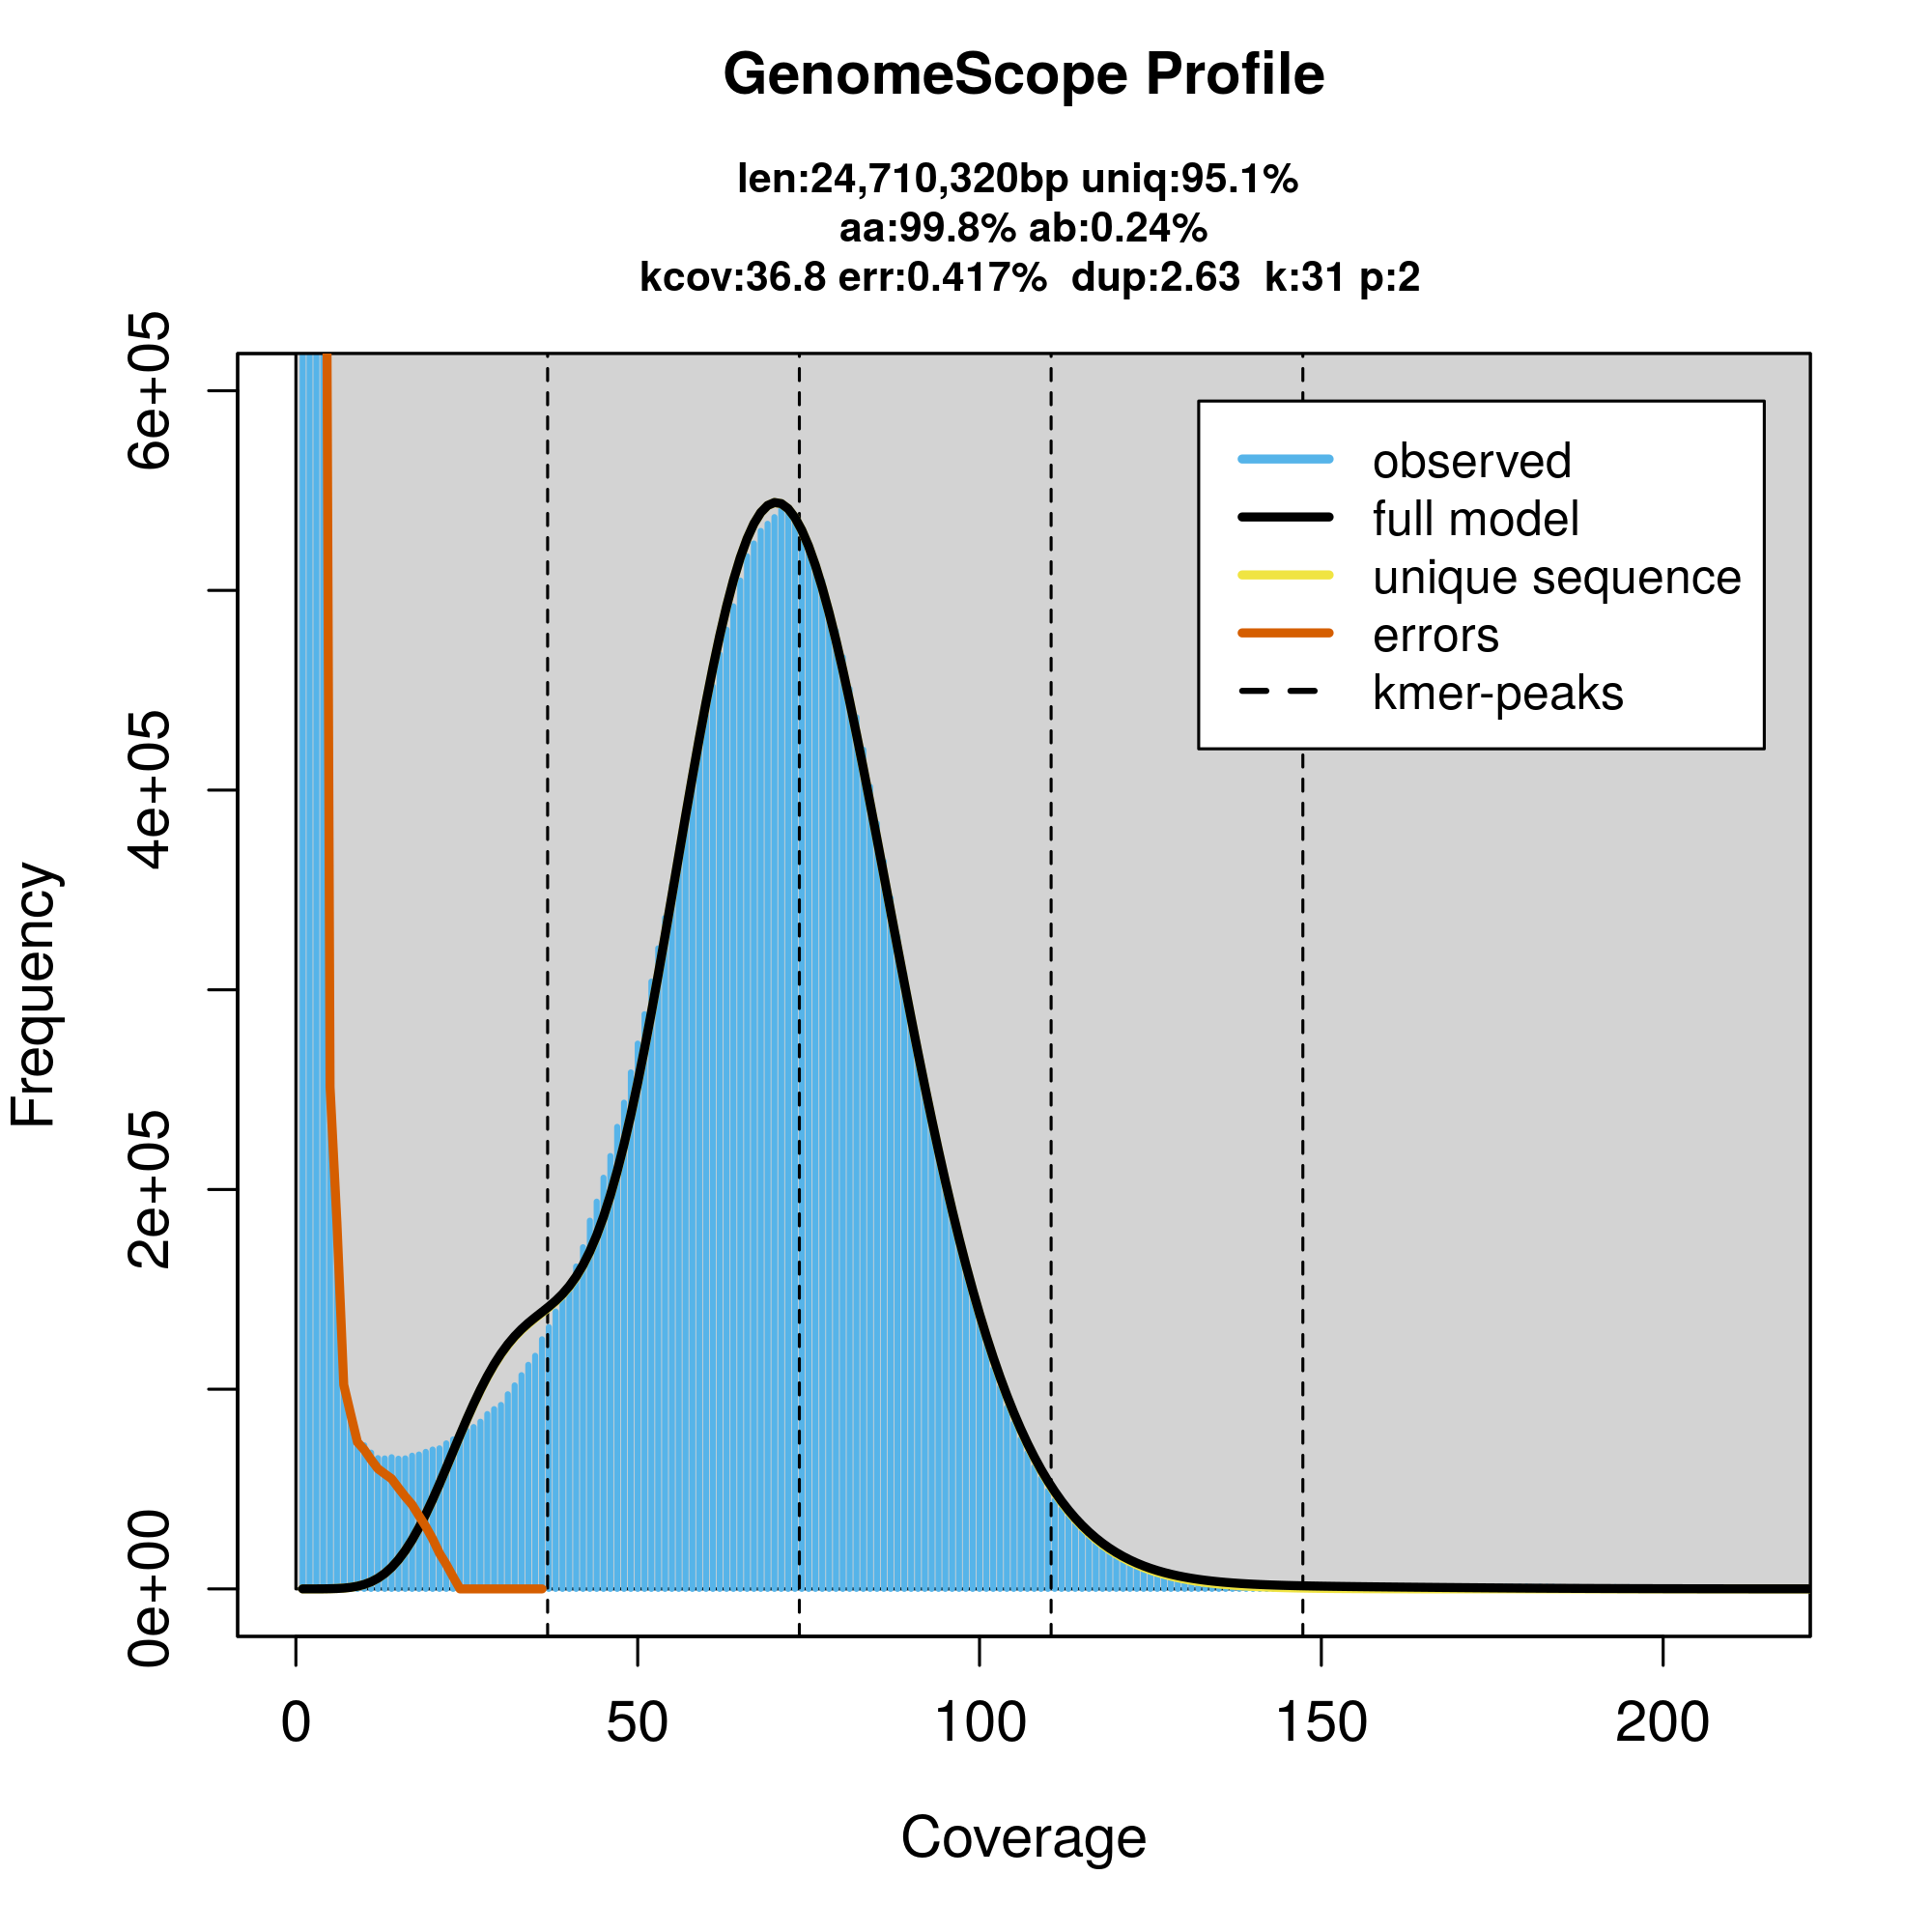 GenomeScope Profile
len:24,710,320bp uniq:95.1%
aa:99.8% ab:0.24%
kcov:36.8 err:0.417% dup:2.63 k:31 p:2
6e+05
4e+05
2e+05
0e+00
Frequency
observed
full model
unique sequence
errors
kmer-peaks
0 50 100 150 200
Coverage